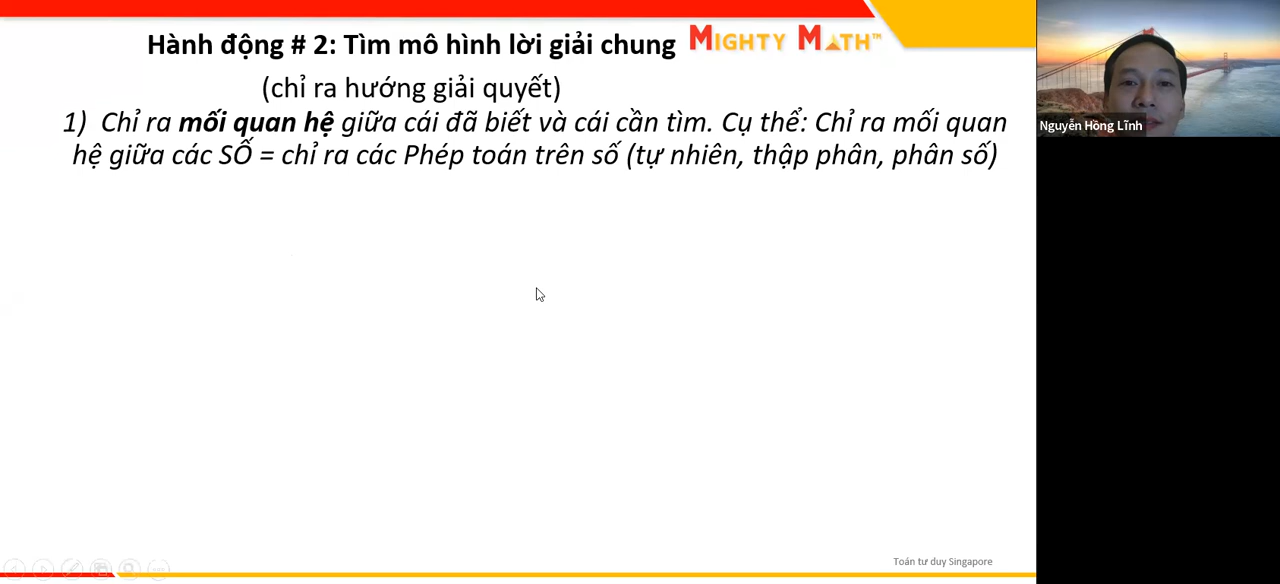 Hành động # 2: Tìm mô hình lời giải chung
MIGHTY MATH™
(chỉ ra hướng giải quyết)
1) Chỉ ra mối quan hệ giữa cái đã biết và cái cần tìm. Cụ thể: Chỉ ra mối quan
hệ giữa các SỐ = chỉ ra các Phép toán trên số (tự nhiên, thập phân, phân số)
Nguyễn Hồng Lĩnh
Toán tư duy Singapore